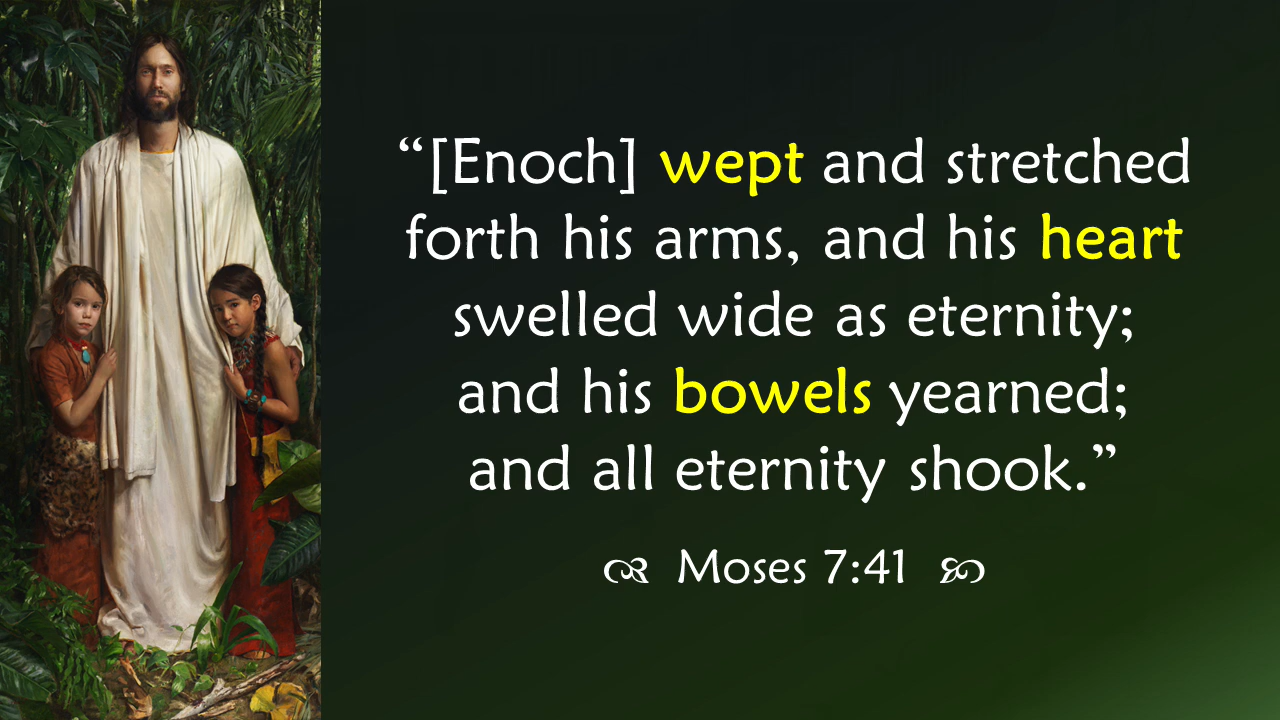 “[Enoch] wept and stretched
forth his arms, and his heart
swelled wide as eternity;
and his bowels yearned;
and all eternity shook.”
Moses 7:41